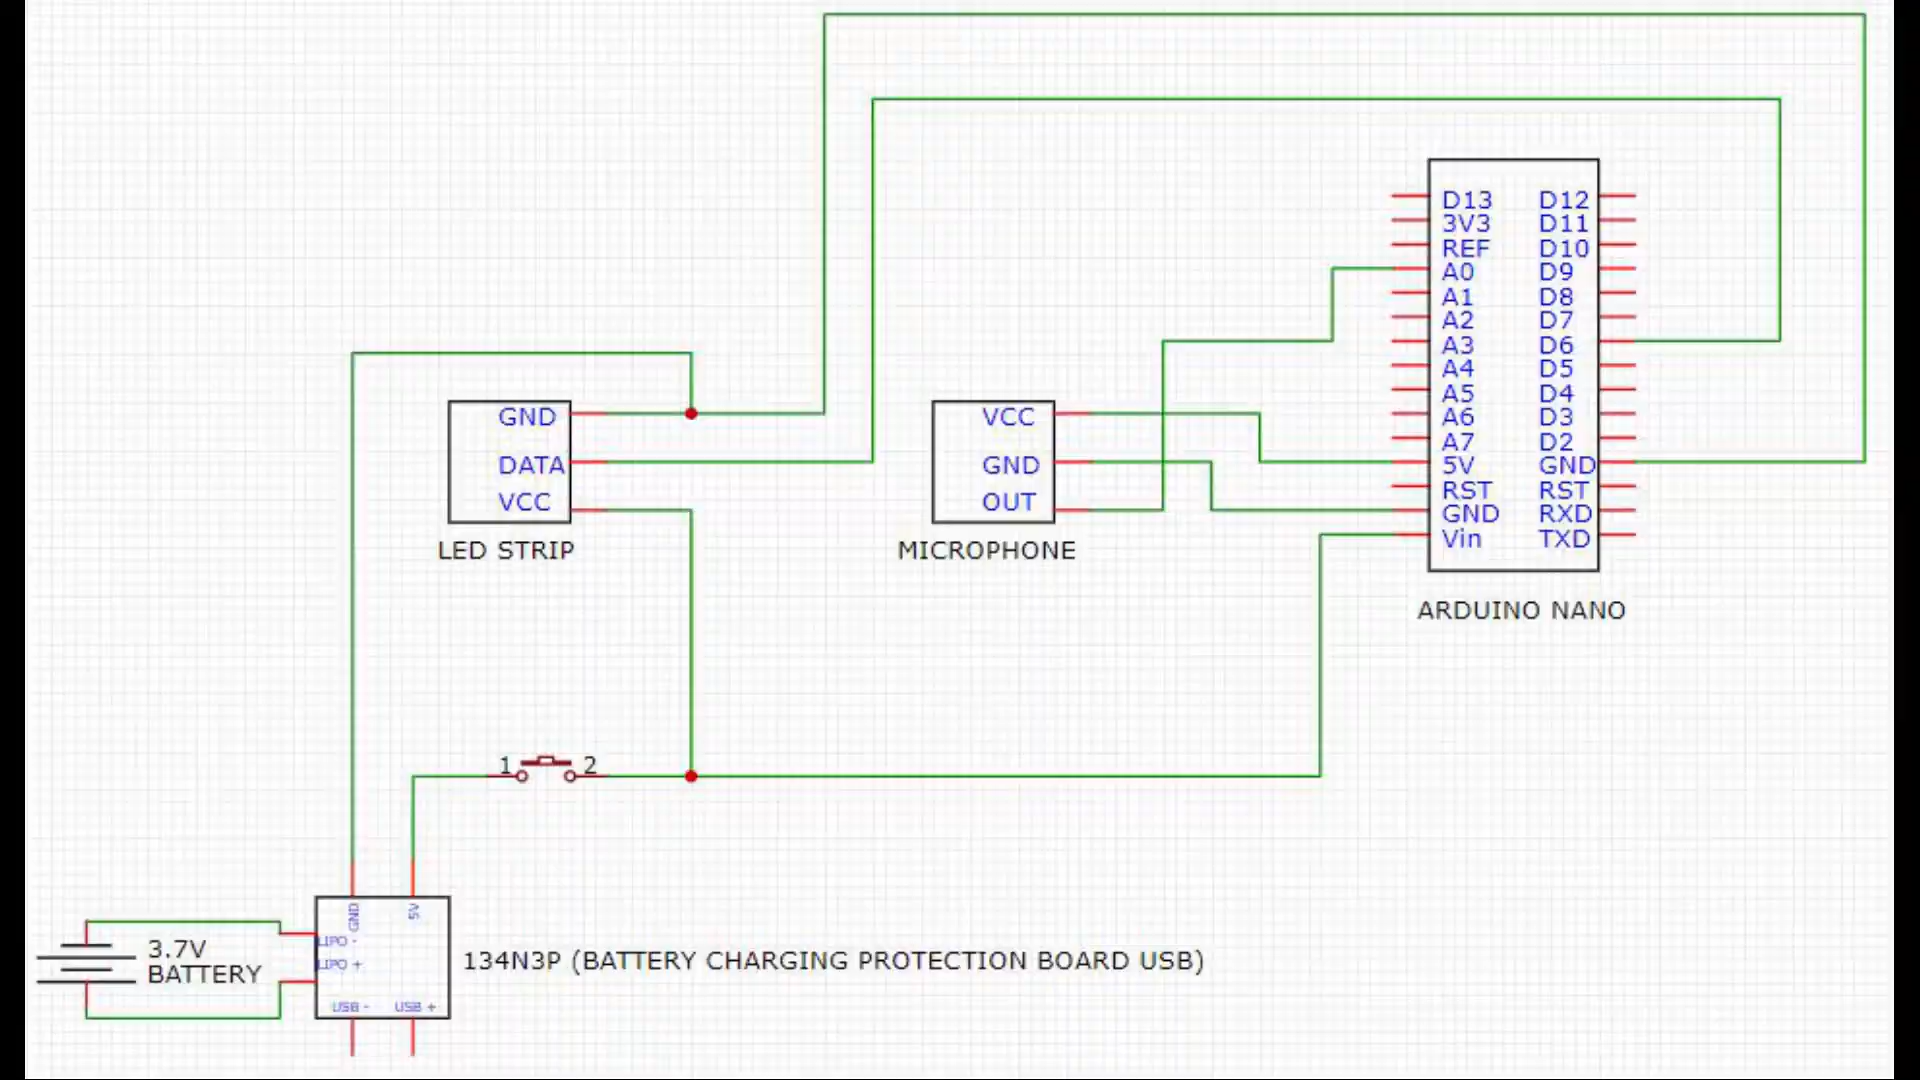 D13 D12
3V3 D11
REF D10
A0 D9
A1 D8
A2 D7
A3 D6
A4 D5
A5 D4
A6 D3
A7 D2
5V GND
RST RST
GND RXD
Vin TXD
ARDUINO NANO
GND
DATA
VCC
LED STRIP
VCC
GND
OUT
MICROPHONE
1 2
GND 5V
LIPO -
LIPO +
USB - USB +
3.7V
BATTERY
134N3P (BATTERY CHARGING PROTECTION BOARD USB)